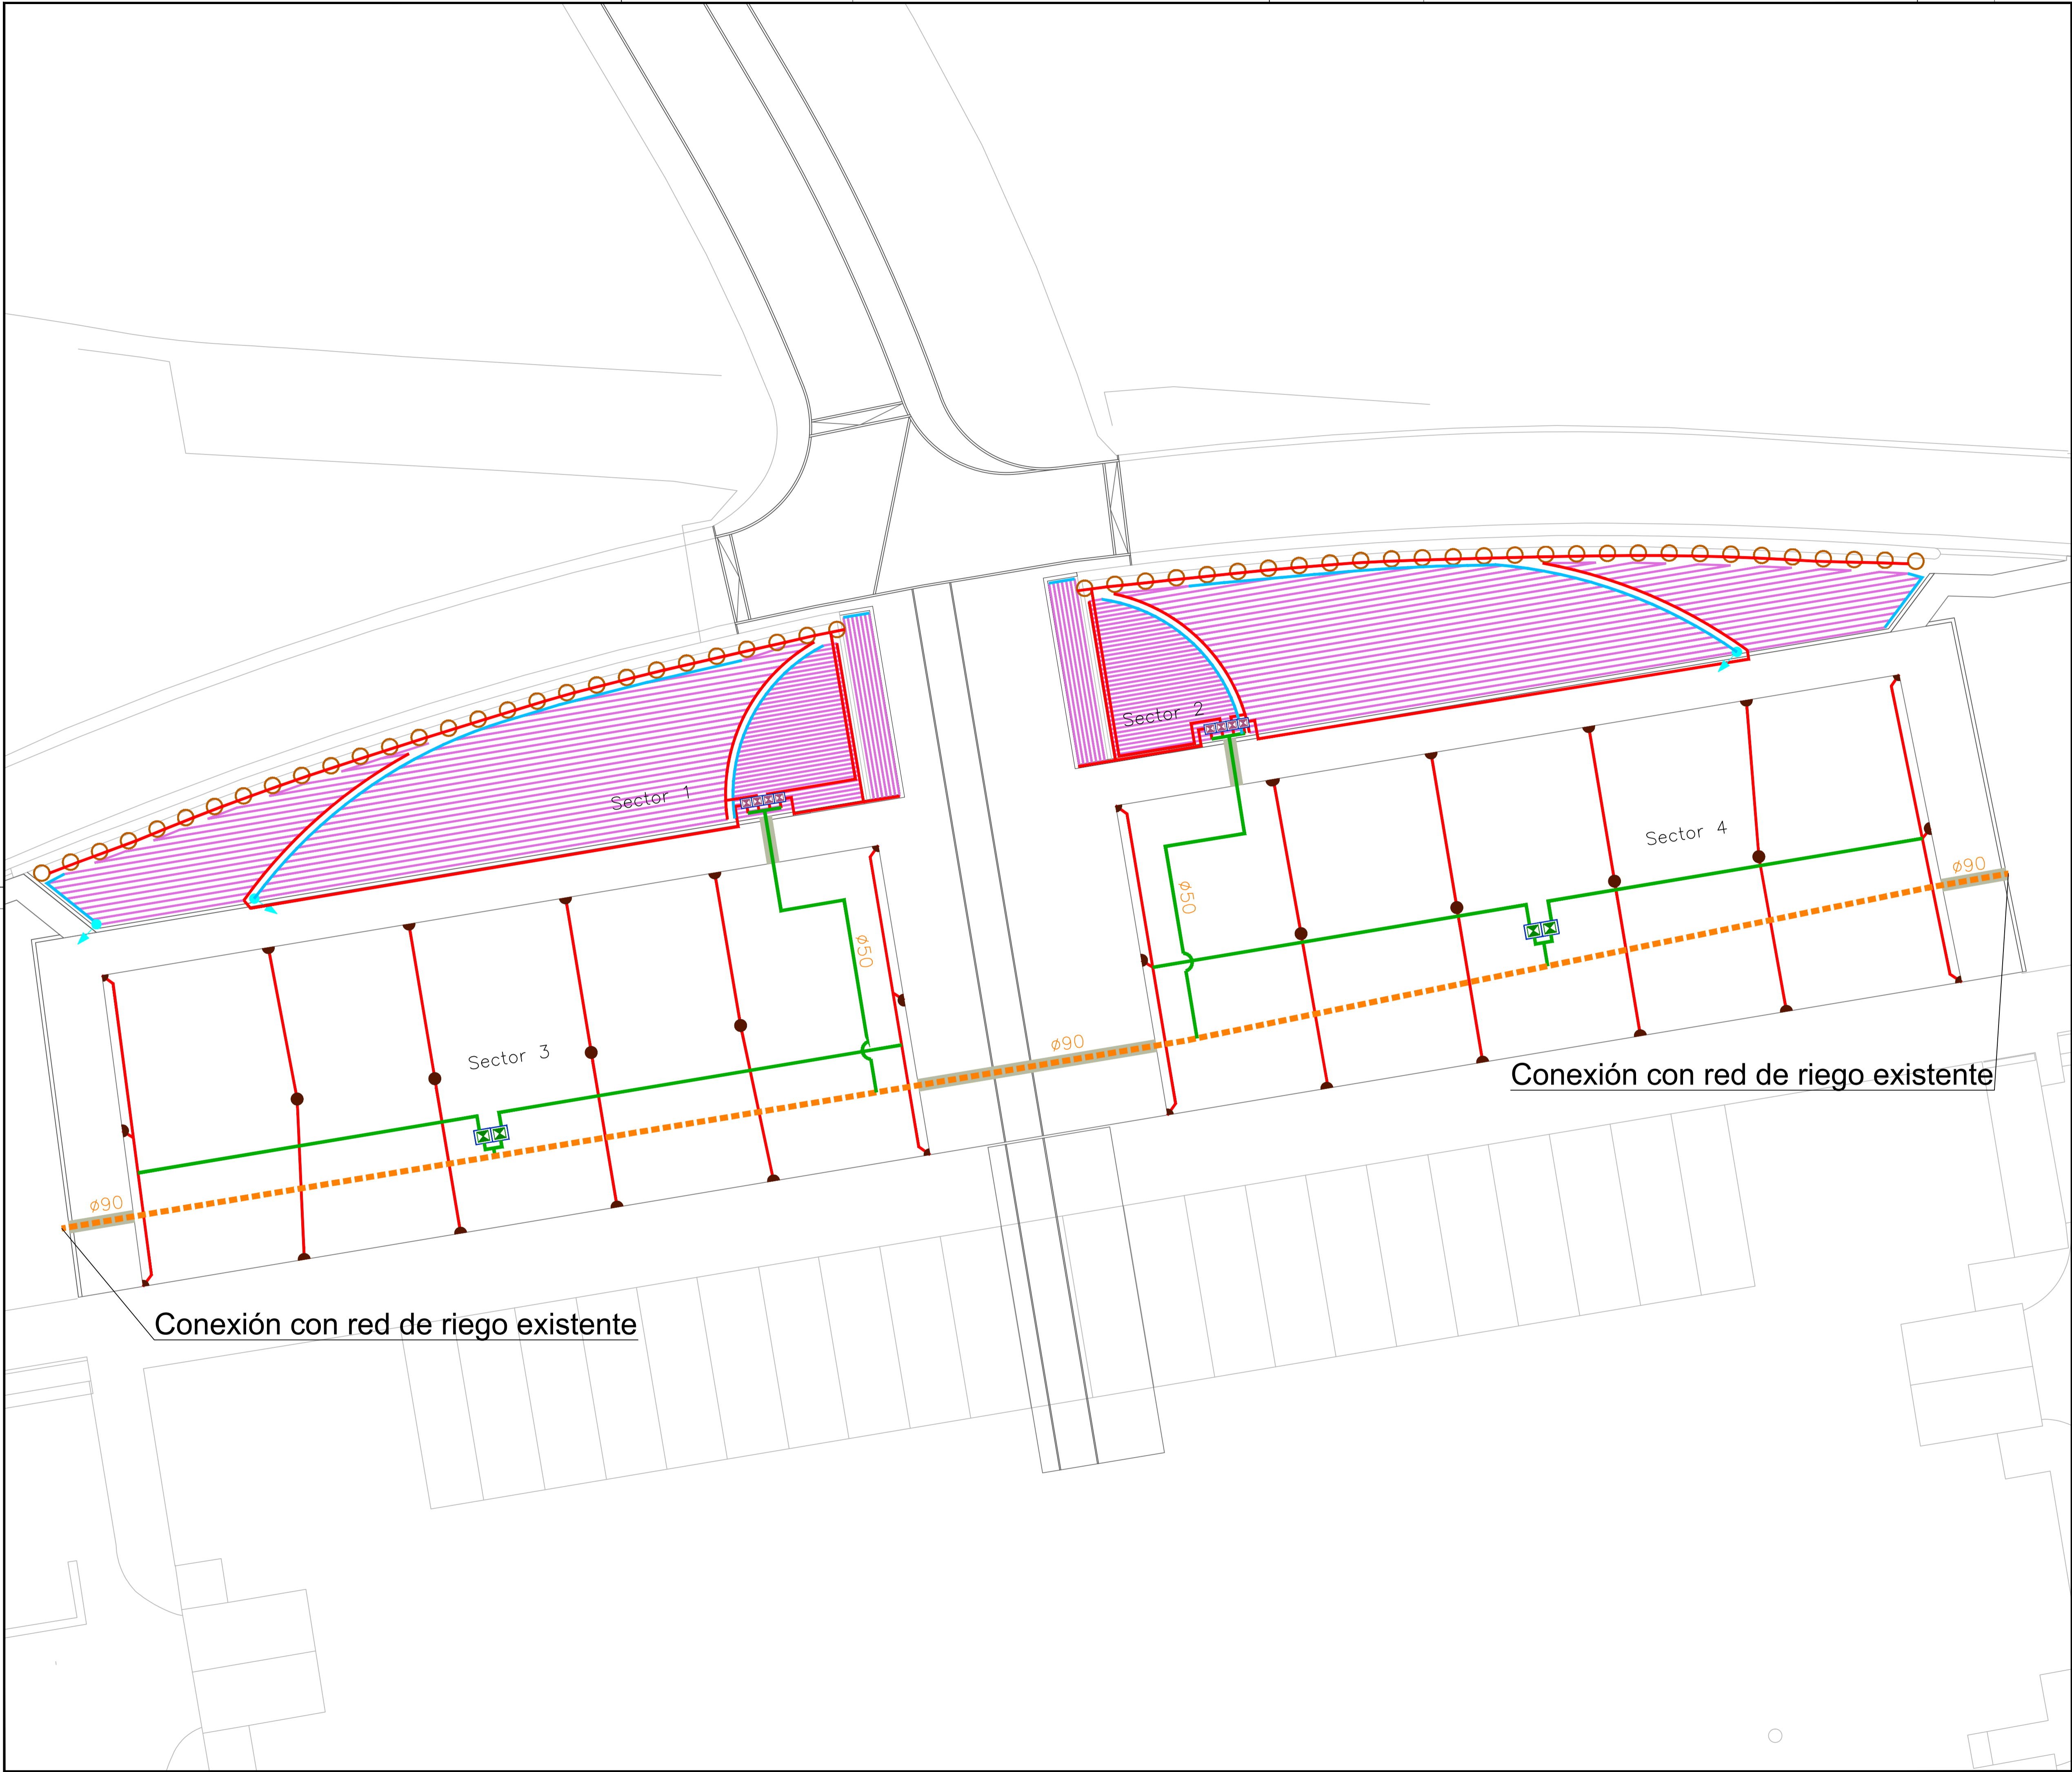 Sector 2
Sector 1
Sector 4
ø90
ø50
ø50
ø90
Sector 3
Conexión con red de riego existente
ø90
Conexión con red de riego existente